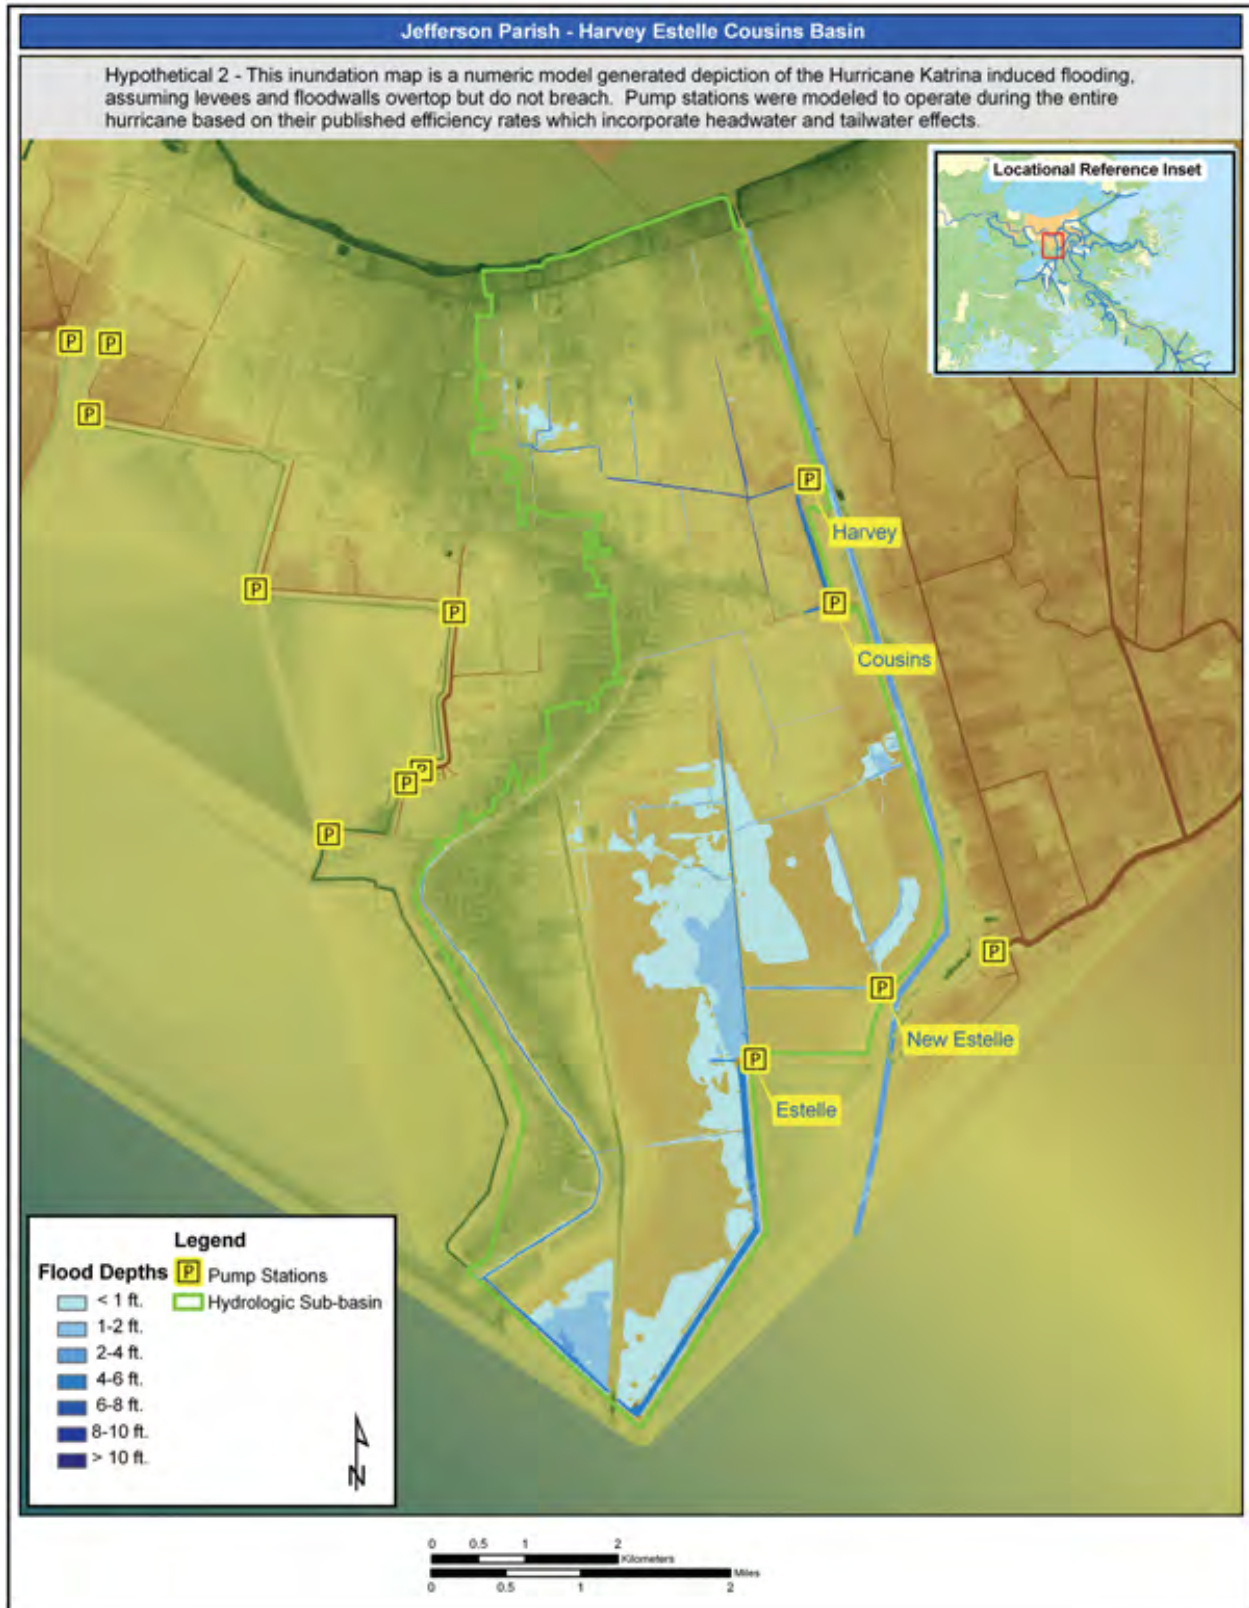 Jefferson Parish - Harvey Estelle Cousins Basin
Hypothetical 2 - This inundation map is a numeric model generated depiction of the Hurricane Katrina induced flooding,
assuming levees and floodwalls overtop but do not breach. Pump stations were modeled to operate during the entire
hurricane based on their published efficiency rates which incorporate headwater and tailwater effects.
Locational Reference Inset
P
P
P
P
Harvey
P
P
P
Cousins
P
P
P
P
P
New Estelle
P
Estelle
Legend
Flood Depths
P Pump Stations
Hydrologic Sub-basin
< 1 ft.
1-2 ft.
2-4 ft.
4-6 ft.
6-8 ft.
8-10 ft.
> 10 ft.
N
0 0.5 1 2
Kilometers
Miles
0 0.5 1 2